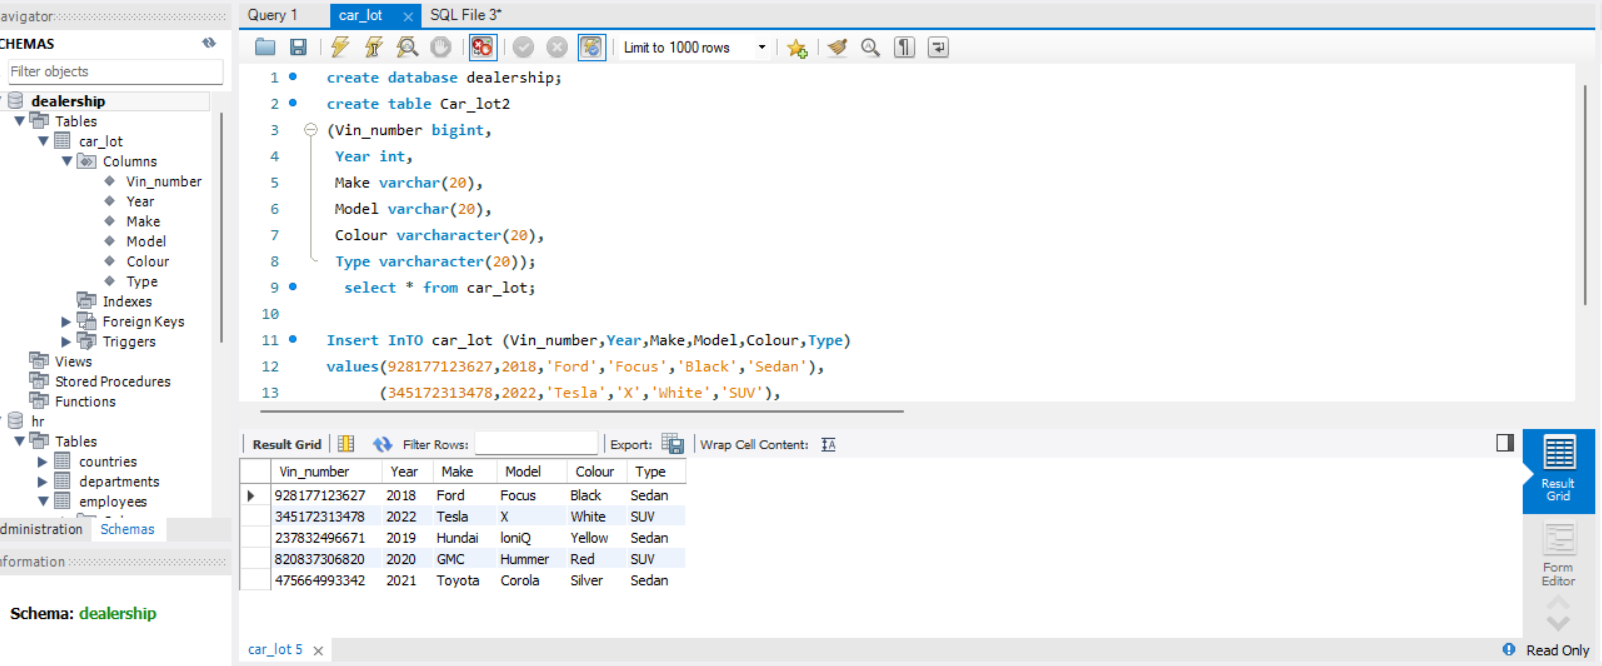 avigator
Query 1
car_lot
SQL File 3*
CHEMAS
Limit to 1000 rows
Filter objects
dealership
Tables
car_lot
Columns
Vin_number
Year
Make
Model
Colour
Type
Indexes
Foreign Keys
Triggers
Views
Stored Procedures
Functions
hr
Tables
countries
departments
employees
dministration Schemas
nformation
Schema: dealership
1 create database dealership;
2 create table Car_lot2
3 (Vin_number bigint,
4 Year int,
5 Make varchar(20),
6 Model varchar(20),
7 Colour varcharacter(20),
8 Type varcharacter(20));
9 select * from car_lot;
10
11 Insert InTO car_lot (Vin_number,Year,Make,Model,Colour,Type)
12 values(928177123627,2018,'Ford','Focus','Black','Sedan'),
13 (345172313478,2022,'Tesla','X','White','SUV'),
Result Grid Filter Rows: Export: Wrap Cell Content:
Vin_number Year Make Model Colour Type
928177123627 2018 Ford Focus Black Sedan
345172313478 2022 Tesla X White SUV
237832496671 2019 Hundai IoniQ Yellow Sedan
820837306820 2020 GMC Hummer Red SUV
475664993342 2021 Toyota Corola Silver Sedan
Result
Grid
Form
Editor
car_lot 5
Read Only